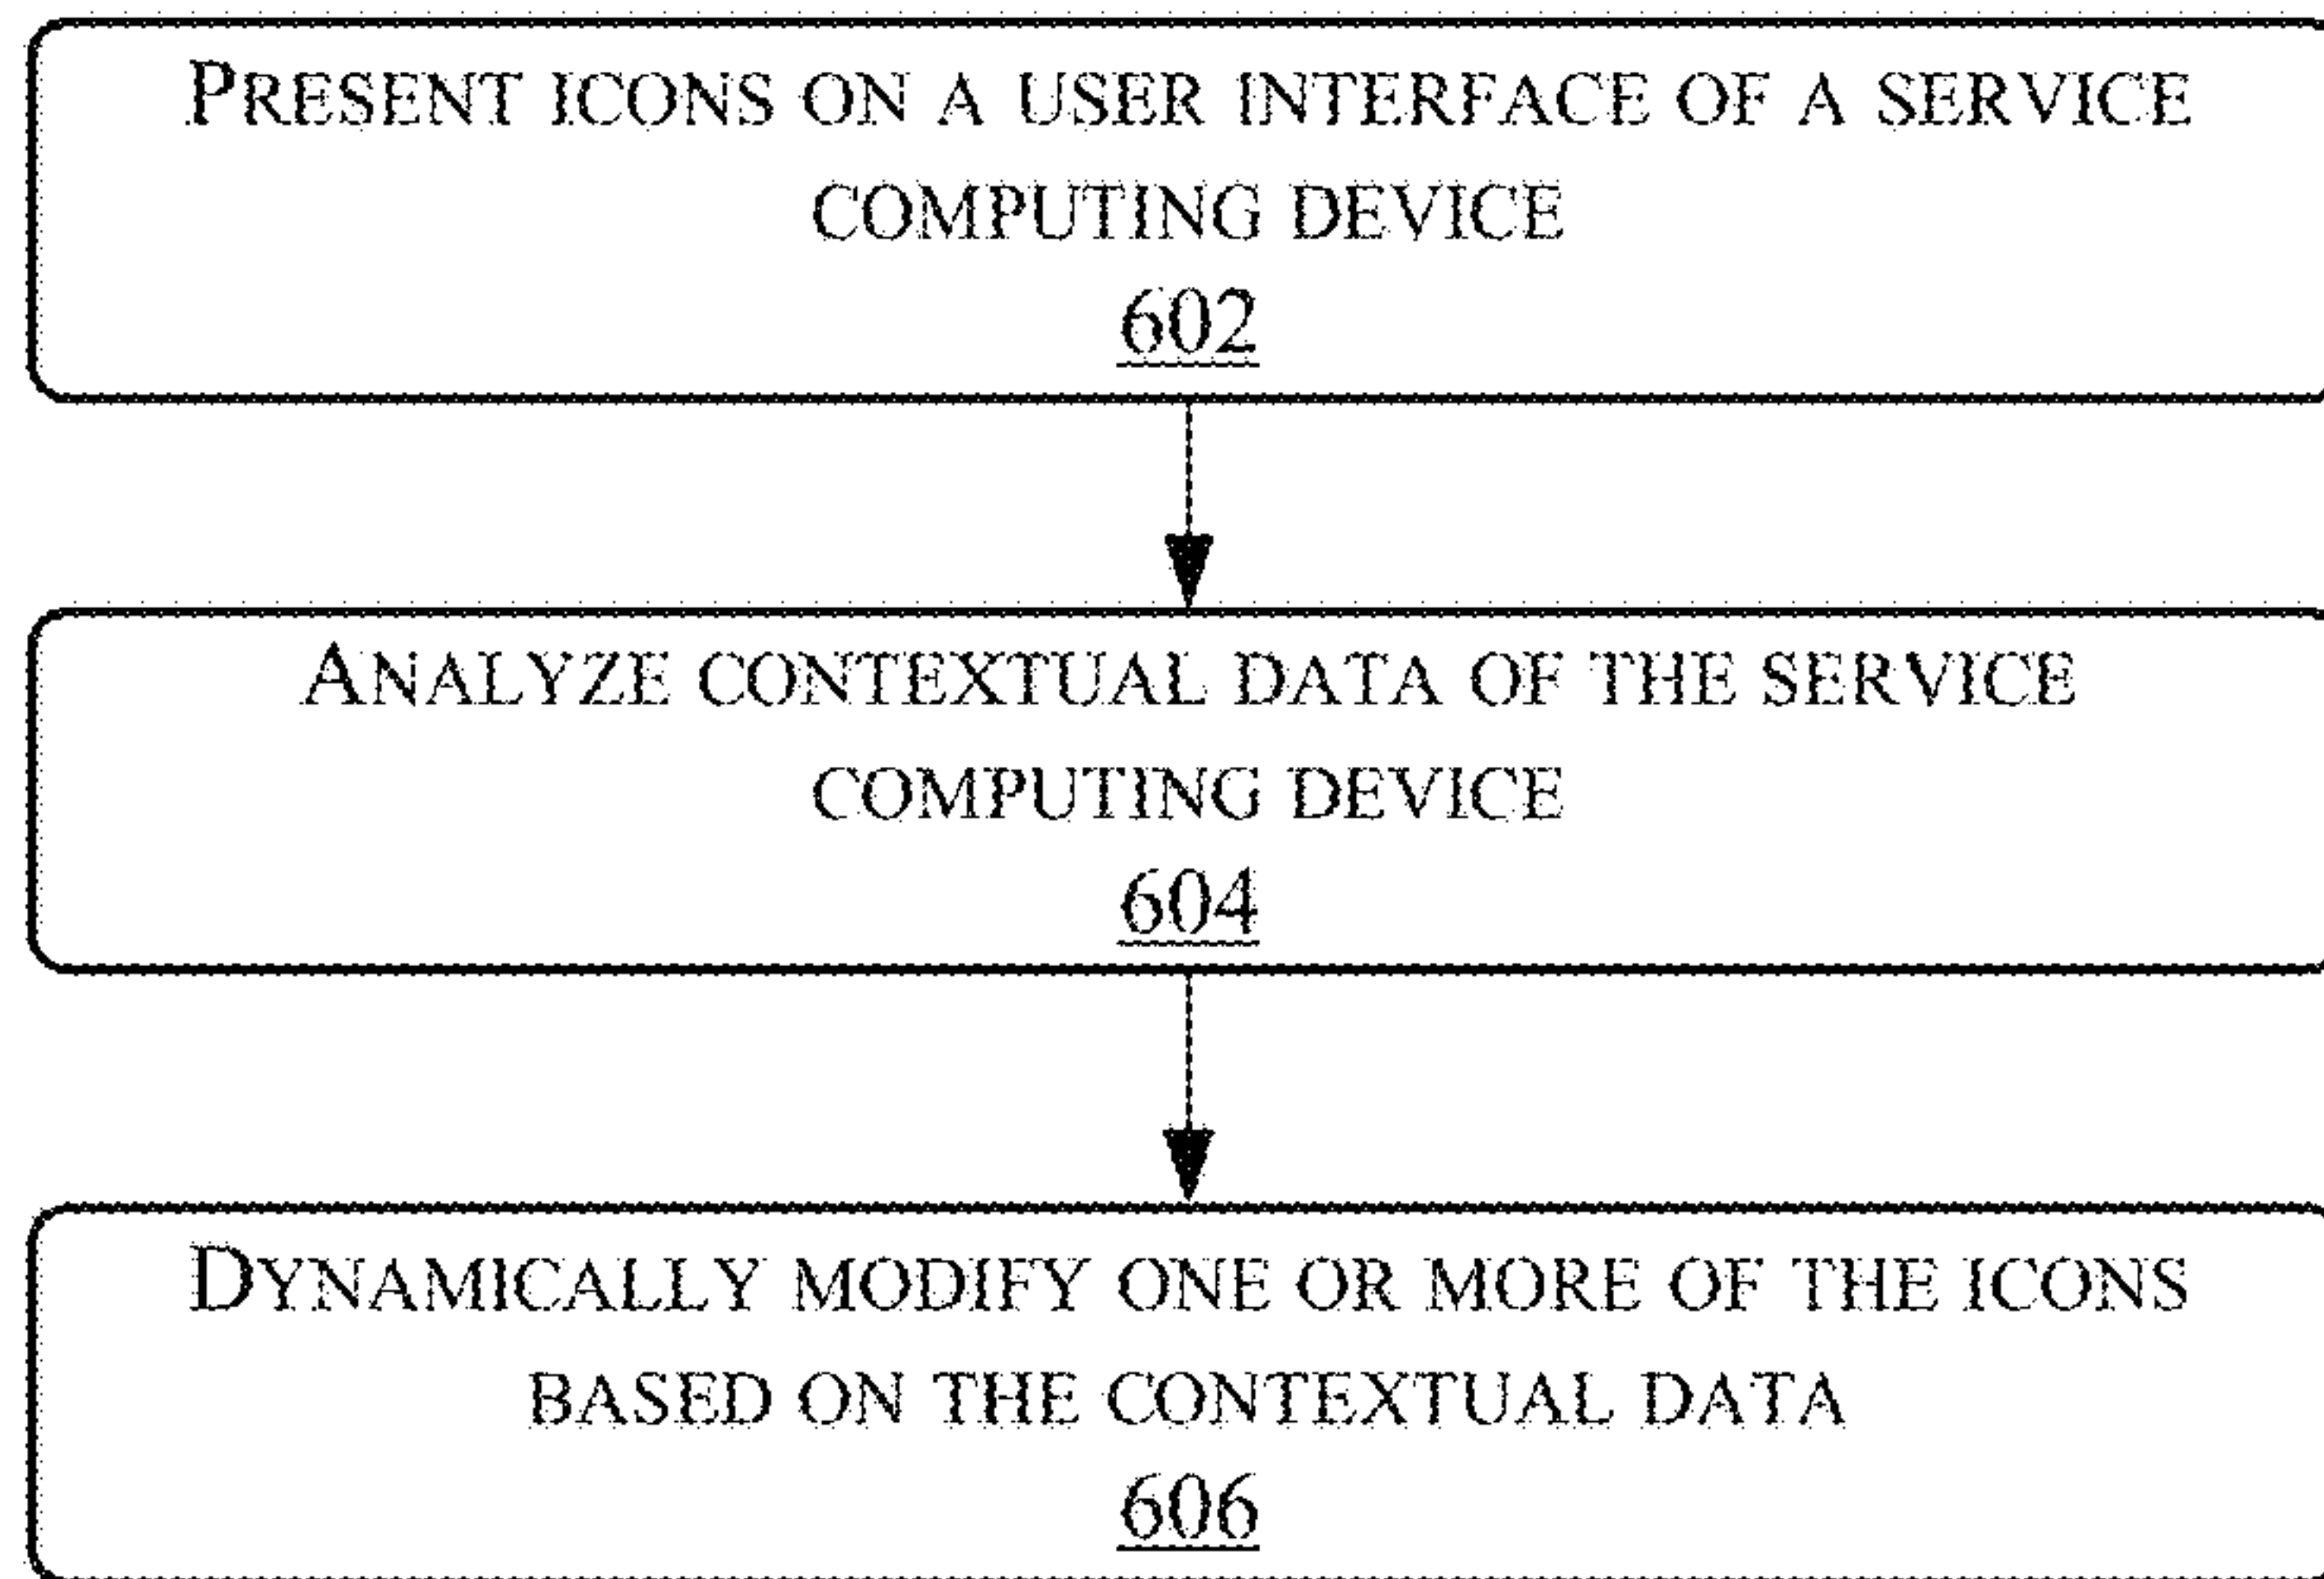 PRESENT ICONS ON A USER INTERFACE OF A SERVICE
COMPUTING DEVICE
602
ANALYZE CONTEXTUAL DATA OF THE SERVICE
COMPUTING DEVICE
604
DYNAMICALLY MODIFY ONE OR MORE OF THE ICONS
BASED ON THE CONTEXTUAL DATA
606